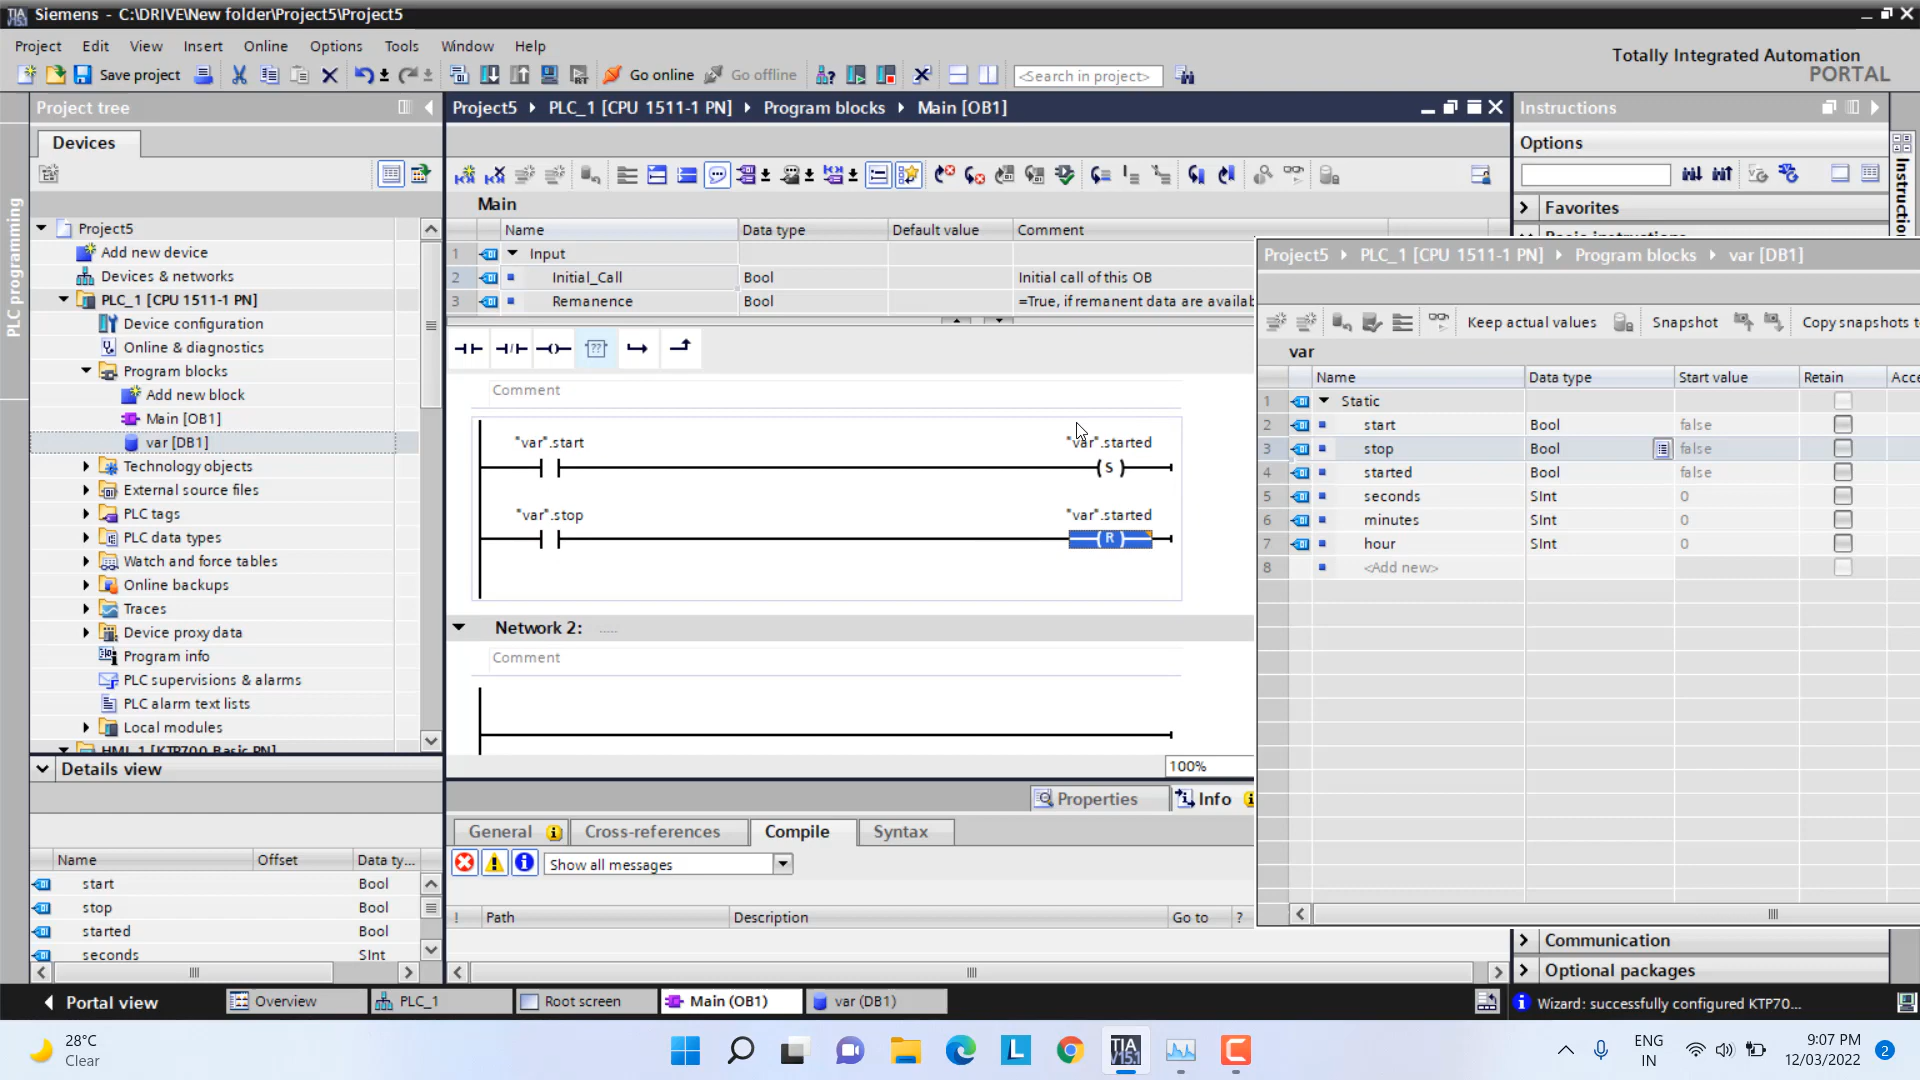 Siemens - C:\DRIVE\New folder\Project5\Project5
Project Edit View Insert Online Options Tools Window Help
Totally Integrated Automation
PORTAL
Save project
Go online
Go offline
<Search in project>
Project tree
Project5 PLC_1 [CPU 1511-1 PN] Program blocks Main [OB1]
Instructions
Devices
Options
PLC programming
Main
Favorites
Name Data type Default value Comment
1 Input
2 Initial_Call Bool Initial call of this OB
3 Remanence Bool =True, if remanent data are availab
Project5
Add new device
Devices & networks
PLC_1 [CPU 1511-1 PN]
Device configuration
Online & diagnostics
Program blocks
Add new block
Main [OB1]
var [DB1]
Technology objects
External source files
PLC tags
PLC data types
Watch and force tables
Online backups
Traces
Device proxy data
Program info
PLC supervisions & alarms
PLC alarm text lists
Local modules
HMI_1 [KTP700 Basic PN]
Comment
"var".start "var".started
S
"var".stop "var".started
R
Network 2: ......
Comment
100%
Project5 PLC_1 [CPU 1511-1 PN] Program blocks var [DB1]
Keep actual values Snapshot Copy snapshots to
var
Name Data type Start value Retain Acce
1 Static
2 start Bool false
3 stop Bool false
4 started Bool false
5 seconds SInt 0
6 minutes SInt 0
7 hour SInt 0
8 <Add new>
Details view
Name Offset Data ty...
start Bool
stop Bool
started Bool
seconds SInt
Properties Info
General Cross-references Compile Syntax
Show all messages
! Path Description Go to ?
Communication
Optional packages
Portal view Overview PLC_1 Root screen Main (OB1) var (DB1)
Wizard: successfully configured KTP70...
28°C
Clear
TIA
V15.1
ENG
IN
9:07 PM
12/03/2022
2